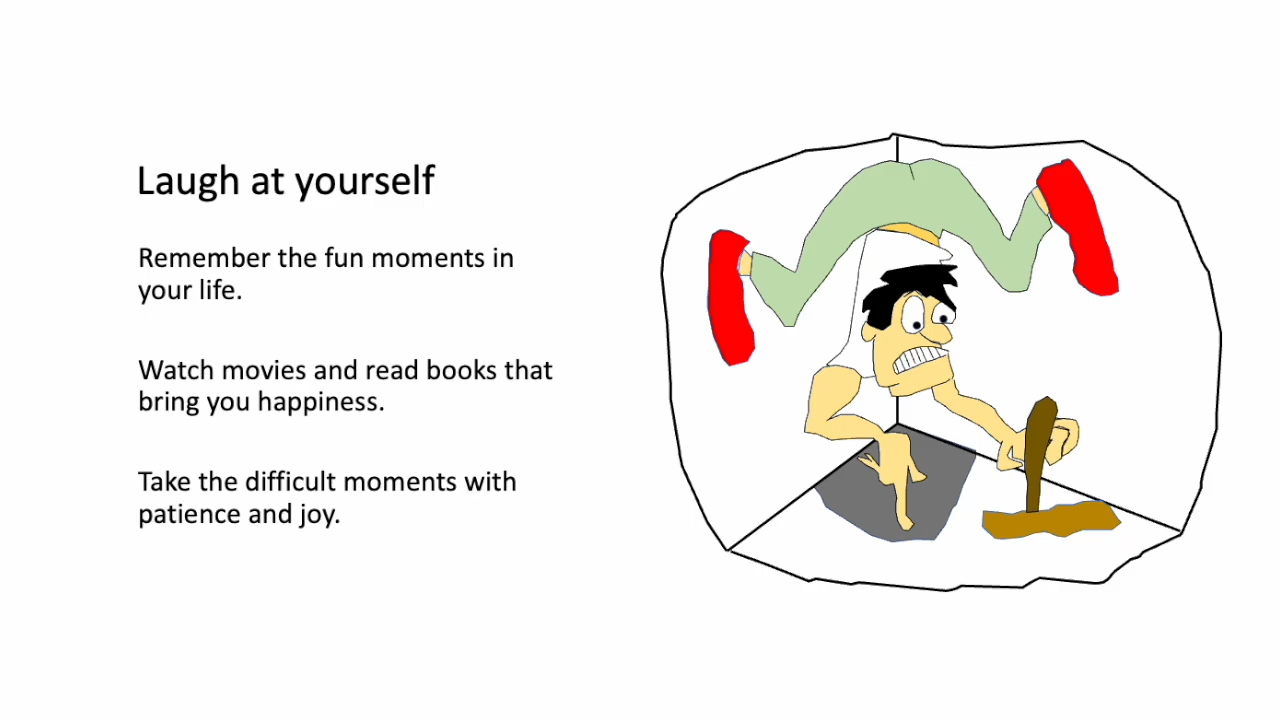 Laugh at yourself
Remember the fun moments in
your life.
Watch movies and read books that
bring you happiness.
Take the difficult moments with
patience and joy.